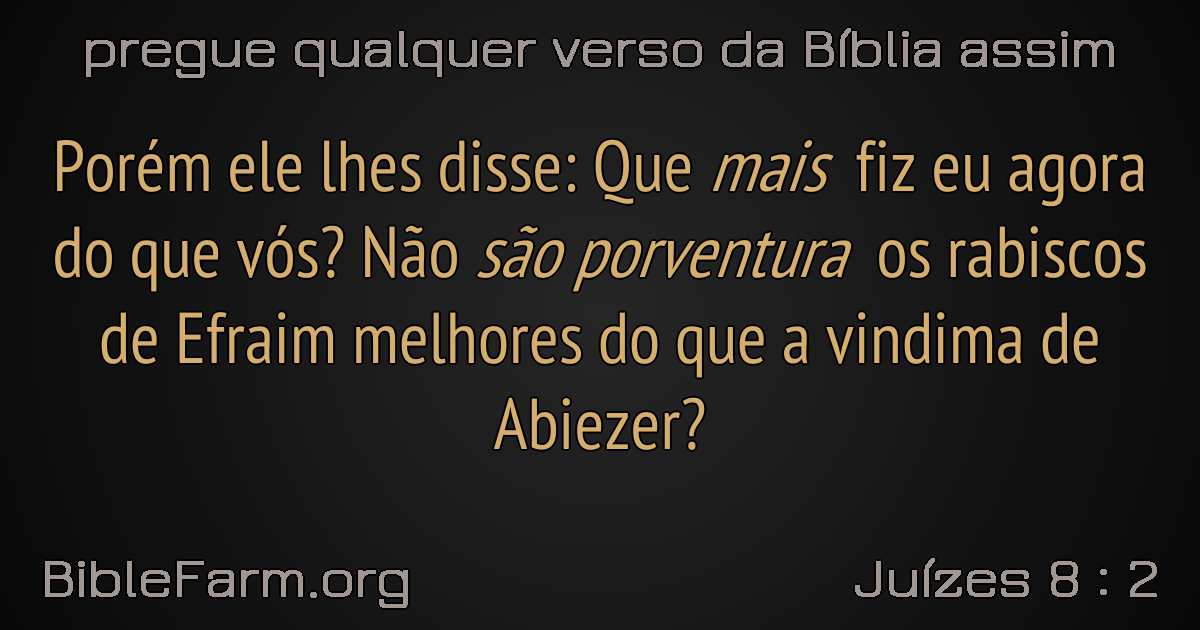 pregue qualquer verso da Bíblia assim
Porém ele lhes disse: Que mais fiz eu agora
do que vós? Não são porventura os rabiscos
de Efraim melhores do que a vindima de
Abiezer?
BibleFarm.org
Juízes 8 : 2